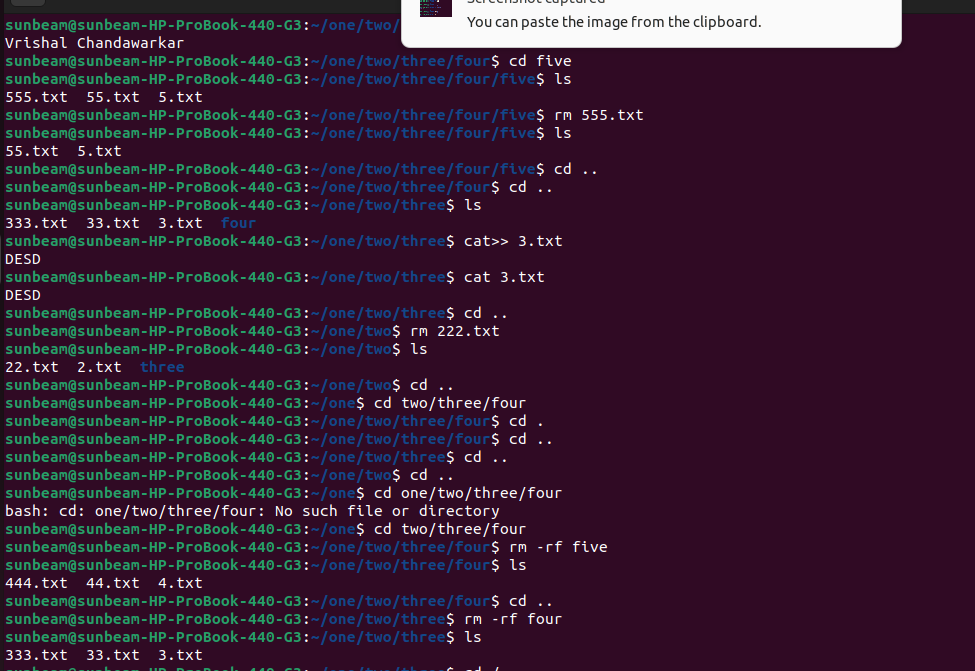 Screenshot captured
You can paste the image from the clipboard.
sunbeam@sunbeam-HP-ProBook-440-G3:~/one/two/
Vrishal Chandawarkar
sunbeam@sunbeam-HP-ProBook-440-G3:~/one/two/three/four$ cd five
sunbeam@sunbeam-HP-ProBook-440-G3:~/one/two/three/four/five$ ls
555.txt  55.txt  5.txt
sunbeam@sunbeam-HP-ProBook-440-G3:~/one/two/three/four/five$ rm 555.txt
sunbeam@sunbeam-HP-ProBook-440-G3:~/one/two/three/four/five$ ls
55.txt  5.txt
sunbeam@sunbeam-HP-ProBook-440-G3:~/one/two/three/four/five$ cd ..
sunbeam@sunbeam-HP-ProBook-440-G3:~/one/two/three/four$ cd ..
sunbeam@sunbeam-HP-ProBook-440-G3:~/one/two/three$ ls
333.txt  33.txt  3.txt  four
sunbeam@sunbeam-HP-ProBook-440-G3:~/one/two/three$ cat>> 3.txt
DESD
sunbeam@sunbeam-HP-ProBook-440-G3:~/one/two/three$ cat 3.txt
DESD
sunbeam@sunbeam-HP-ProBook-440-G3:~/one/two/three$ cd ..
sunbeam@sunbeam-HP-ProBook-440-G3:~/one/two$ rm 222.txt
sunbeam@sunbeam-HP-ProBook-440-G3:~/one/two$ ls
22.txt  2.txt  three
sunbeam@sunbeam-HP-ProBook-440-G3:~/one/two$ cd ..
sunbeam@sunbeam-HP-ProBook-440-G3:~/one$ cd two/three/four
sunbeam@sunbeam-HP-ProBook-440-G3:~/one/two/three/four$ cd .
sunbeam@sunbeam-HP-ProBook-440-G3:~/one/two/three/four$ cd ..
sunbeam@sunbeam-HP-ProBook-440-G3:~/one/two/three$ cd ..
sunbeam@sunbeam-HP-ProBook-440-G3:~/one/two$ cd ..
sunbeam@sunbeam-HP-ProBook-440-G3:~/one$ cd one/two/three/four
bash: cd: one/two/three/four: No such file or directory
sunbeam@sunbeam-HP-ProBook-440-G3:~/one$ cd two/three/four
sunbeam@sunbeam-HP-ProBook-440-G3:~/one/two/three/four$ rm -rf five
sunbeam@sunbeam-HP-ProBook-440-G3:~/one/two/three/four$ ls
444.txt  44.txt  4.txt
sunbeam@sunbeam-HP-ProBook-440-G3:~/one/two/three/four$ cd ..
sunbeam@sunbeam-HP-ProBook-440-G3:~/one/two/three$ rm -rf four
sunbeam@sunbeam-HP-ProBook-440-G3:~/one/two/three$ ls
333.txt  33.txt  3.txt